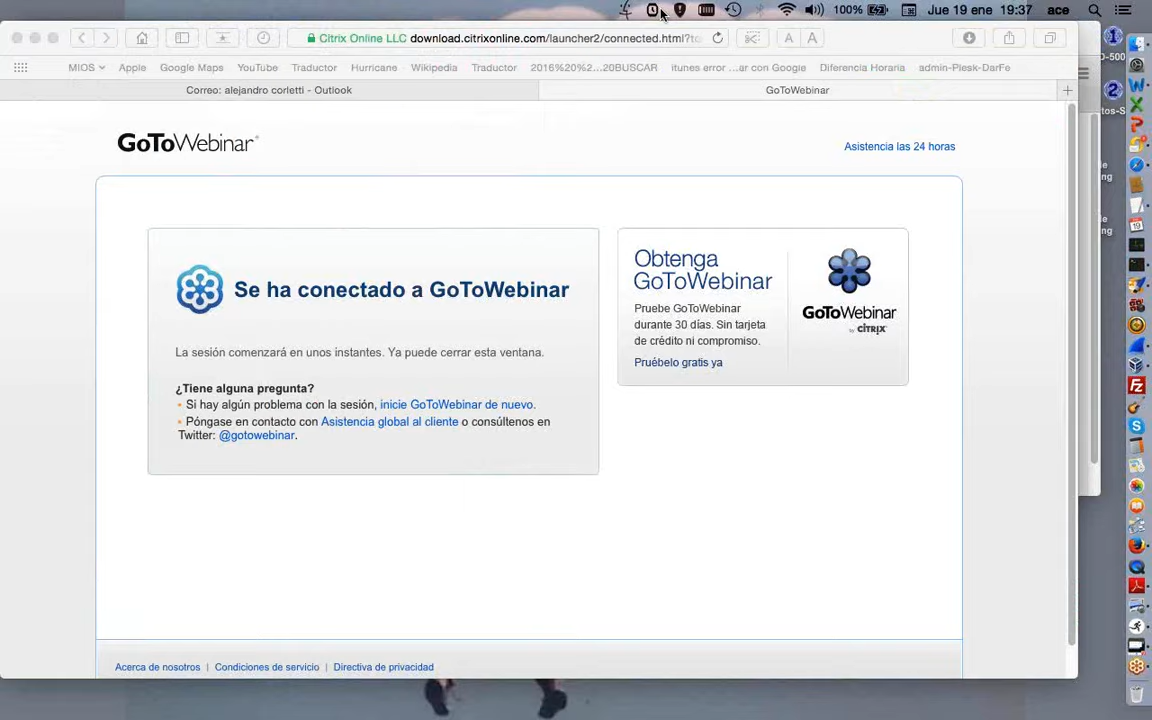 100%
Jue 19 ene 19:37
ace
Citrix Online LLC download.citrixonline.com/launcher2/connected.html?tc
A A
MIOS
Apple
Google Maps
YouTube
Traductor
Hurricane
Wikipedia
Traductor
2016%20%2...20BUSCAR
itunes error ...ar con Google
Diferencia Horaria
admin-Plesk-DarFe
Correo: alejandro corletti - Outlook
GoToWebinar
GoToWebinar®
Asistencia las 24 horas
Se ha conectado a GoToWebinar
La sesión comenzará en unos instantes. Ya puede cerrar esta ventana.
¿Tiene alguna pregunta?
Si hay algún problema con la sesión, inicie GoToWebinar de nuevo.
Póngase en contacto con Asistencia global al cliente o consúltenos en
Twitter: @gotowebinar.
Obtenga
GoToWebinar
Pruebe GoToWebinar
durante 30 días. Sin tarjeta
de crédito ni compromiso.
Pruébelo gratis ya
GoToWebinar
by CITRIX
Acerca de nosotros | Condiciones de servicio | Directiva de privacidad